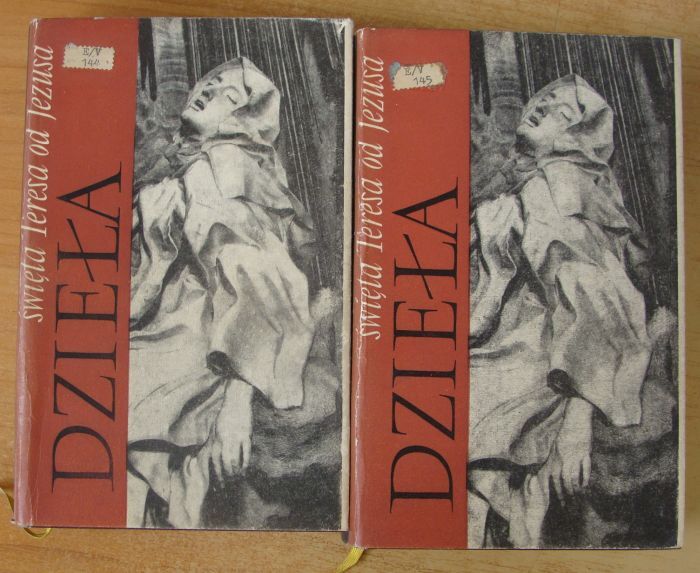 E/V
144
święta Teresa od Jezusa
DZIEŁA
E/V
145
święta Teresa od Jezusa
DZIEŁA